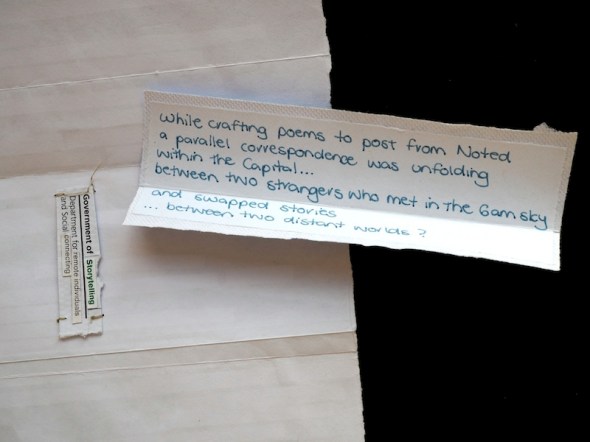 while crafting poems to post from Noted
a parallel correspondence was unfolding
within the Capital...
between two strangers who met in the 6am sky
and swapped stories
... between two distant worlds?
Government of Storytelling
Department for remote individuals
and Social connecting